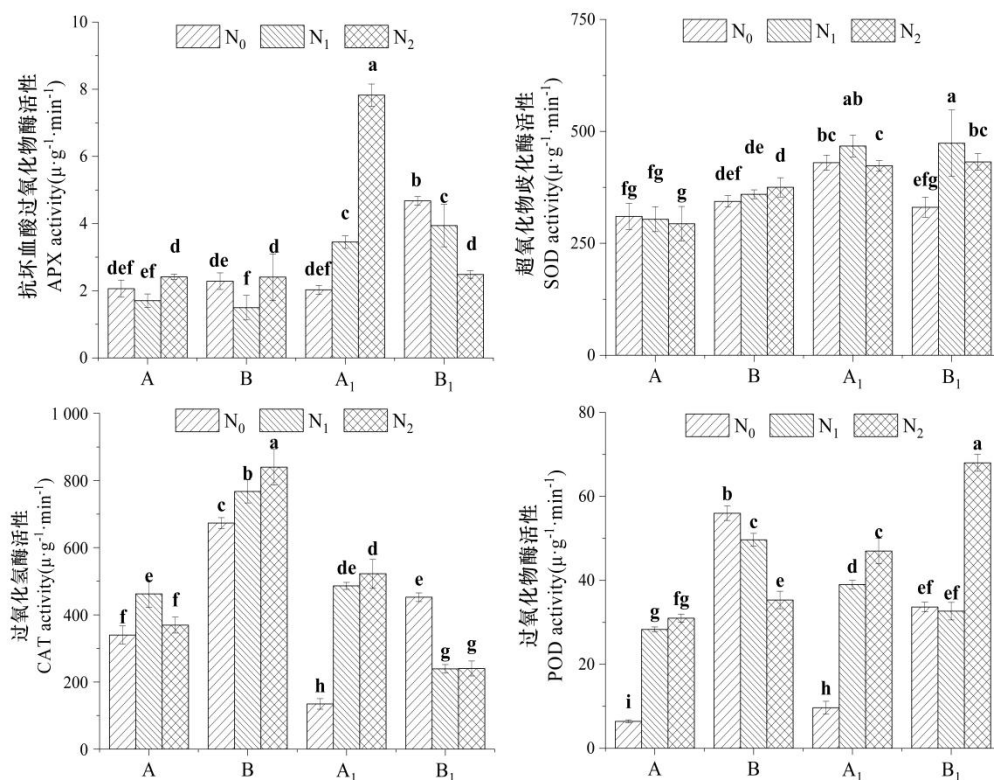 10
8
6
4
2
0
抗坏血酸过氧化物酶活性
APX activity(μ·g⁻¹·min⁻¹)
N₀ N₁ N₂
def ef d
de f d
def c a
b c d
A B A₁ B₁
750
500
250
0
超氧化物歧化酶活性
SOD activity(μ·g⁻¹·min⁻¹)
N₀ N₁ N₂
fg fg g
def de d
bc ab c
efg a bc
A B A₁ B₁
1 000
800
600
400
200
0
过氧化氢酶活性
CAT activity(μ·g⁻¹·min⁻¹)
N₀ N₁ N₂
f e f
c b a
h de d
e g g
A B A₁ B₁
80
60
40
20
0
过氧化物酶活性
POD activity(μ·g⁻¹·min⁻¹)
N₀ N₁ N₂
i g fg
b c e
h d c
ef ef a
A B A₁ B₁